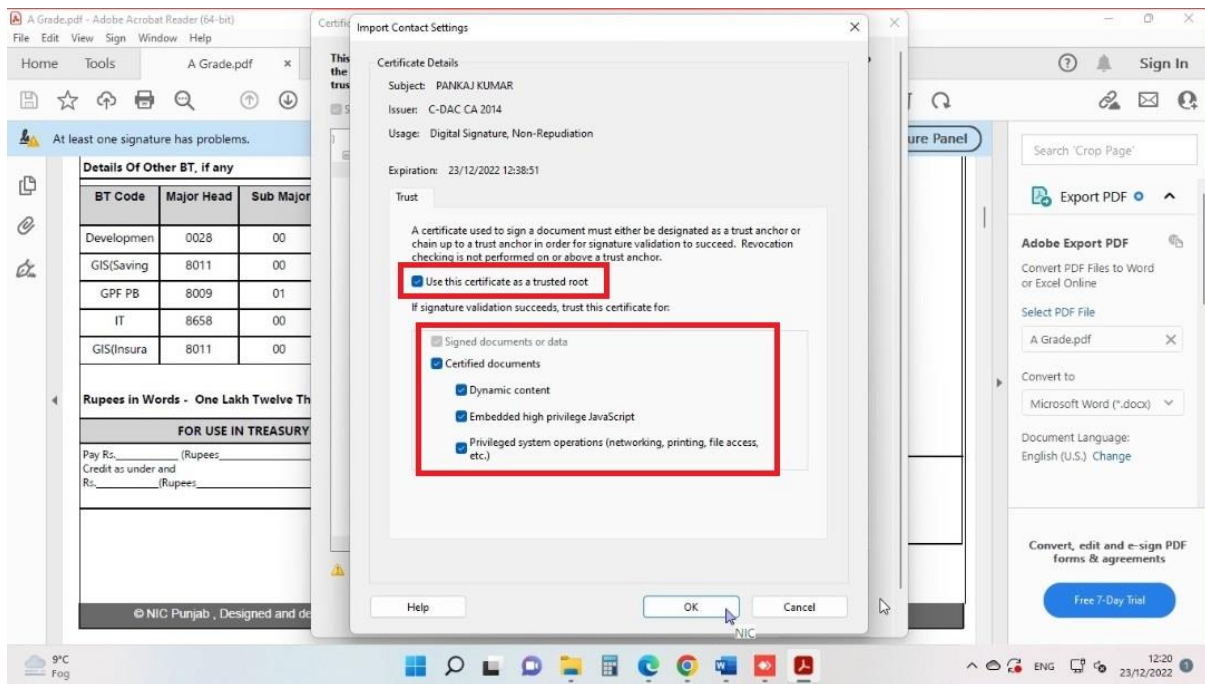 A Grade.pdf - Adobe Acrobat Reader (64-bit)
File Edit View Sign Window Help
Home Tools A Grade.pdf × Sign In
At least one signature has problems. ure Panel
Details Of Other BT, if any
BT Code Major Head Sub Major
Developmen 0028 00
GIS(Saving 8011 00
GPF PB 8009 01
IT 8658 00
GIS(Insura 8011 00
Rupees in Words - One Lakh Twelve Th
FOR USE IN TREASURY
Pay Rs. (Rupees
Credit as under and
Rs. (Rupees
© NIC Punjab , Designed and de
Certific
This
the
trus
S
Import Contact Settings
Certificate Details
Subject: PANKAJ KUMAR
Issuer: C-DAC CA 2014
Usage: Digital Signature, Non-Repudiation
Expiration: 23/12/2022 12:38:51
Trust
A certificate used to sign a document must either be designated as a trust anchor or
chain up to a trust anchor in order for signature validation to succeed. Revocation
checking is not performed on or above a trust anchor.
Use this certificate as a trusted root
If signature validation succeeds, trust this certificate for:
Signed documents or data
Certified documents
Dynamic content
Embedded high privilege JavaScript
Privileged system operations (networking, printing, file access,
etc.)
Help OK Cancel
NIC
Search 'Crop Page'
Export PDF
Adobe Export PDF
Convert PDF Files to Word
or Excel Online
Select PDF File
A Grade.pdf
Convert to
Microsoft Word (*.docx)
Document Language:
English (U.S.) Change
Convert, edit and e-sign PDF
forms & agreements
Free 7-Day Trial
9°C
Fog
ENG
12:20
23/12/2022
1